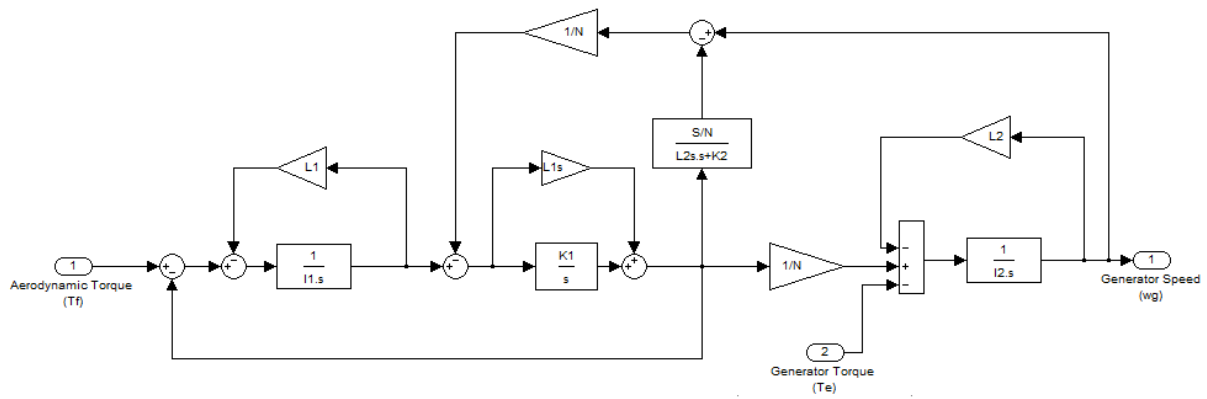 1/N
S/N
L2s.s+K2
L2
L1
L1s
1
I1.s
K1
s
1/N
1
I2.s
1
Aerodynamic Torque
(Tf)
1
Generator Speed
(wg)
2
Generator Torque
(Te)